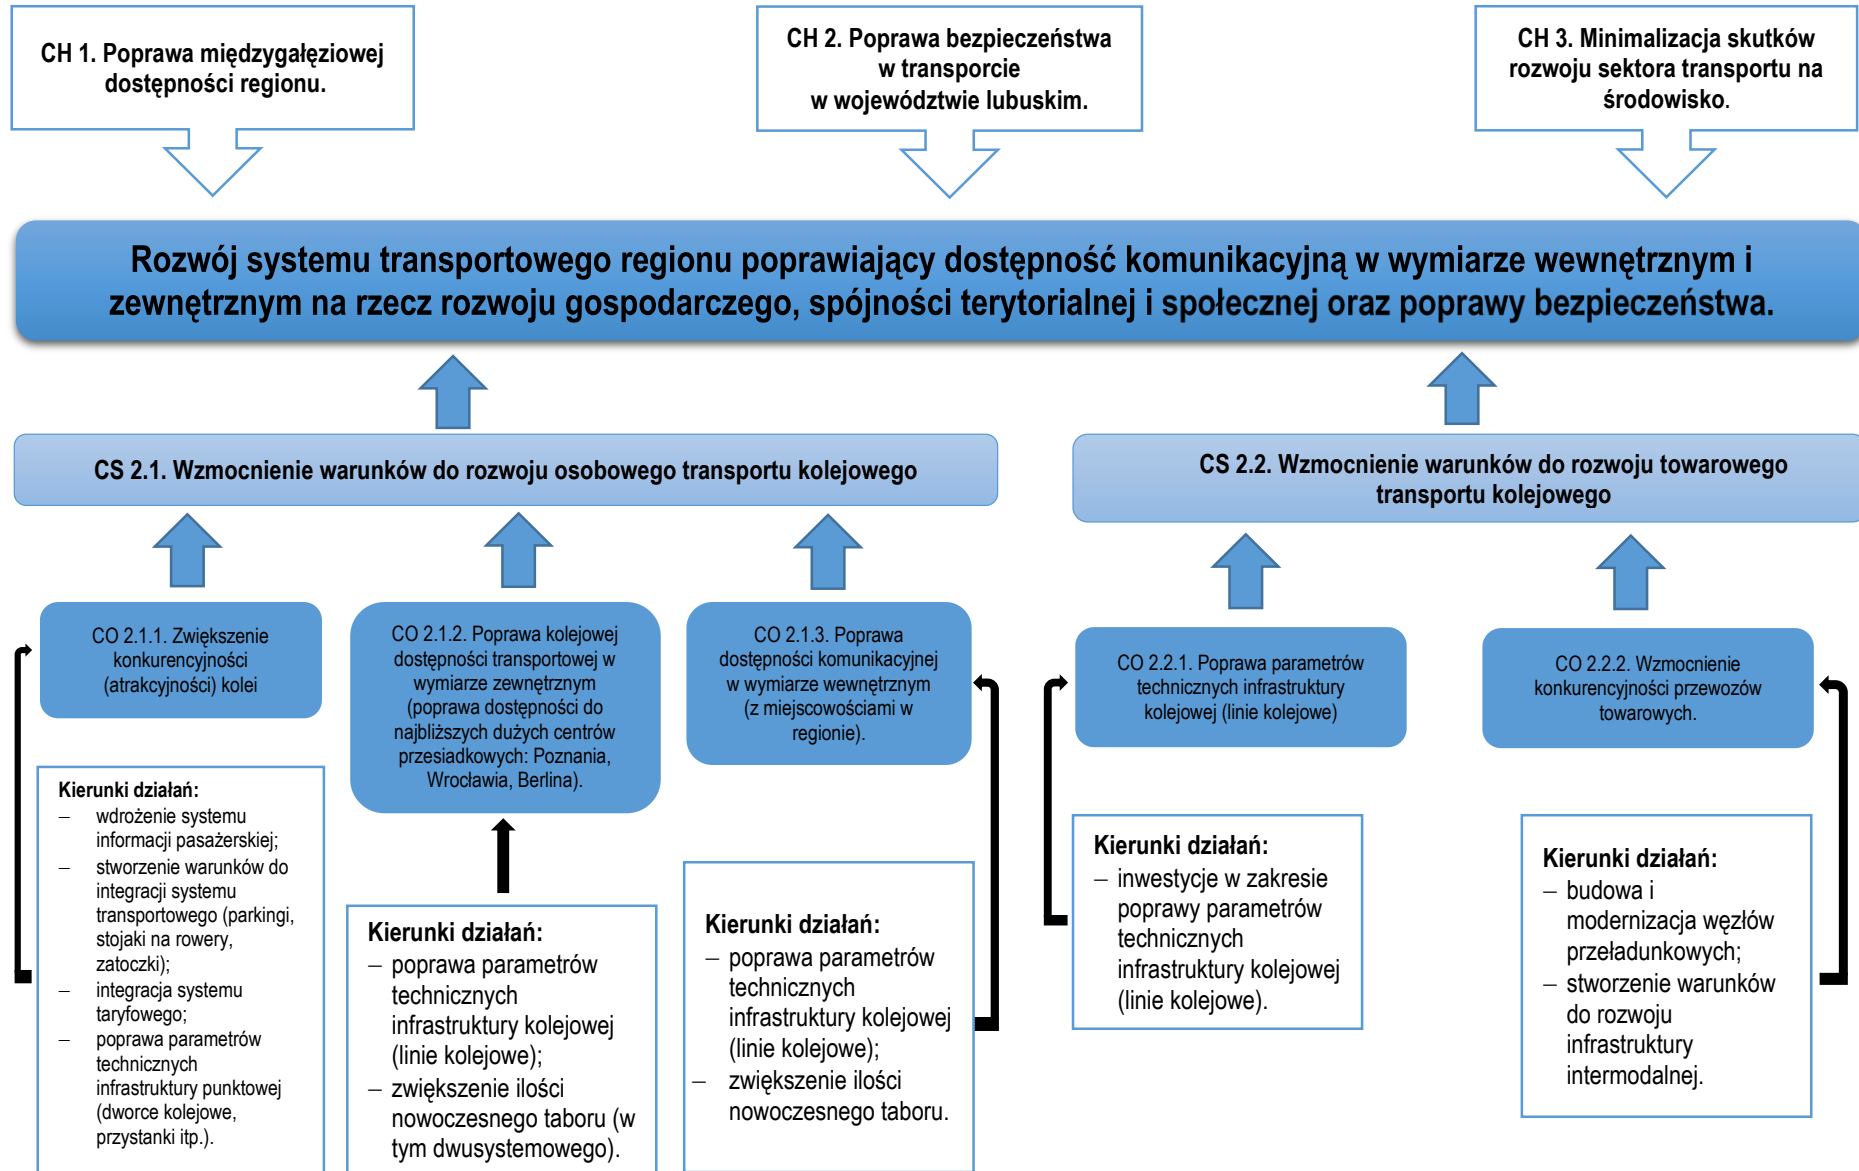 CH 1. Poprawa międzygałęziowej
dostępności regionu.
CH 2. Poprawa bezpieczeństwa
w transporcie
w województwie lubuskim.
CH 3. Minimalizacja skutków
rozwoju sektora transportu na
środowisko.
Rozwój systemu transportowego regionu poprawiający dostępność komunikacyjną w wymiarze wewnętrznym i
zewnętrznym na rzecz rozwoju gospodarczego, spójności terytorialnej i społecznej oraz poprawy bezpieczeństwa.
CS 2.1. Wzmocnienie warunków do rozwoju osobowego transportu kolejowego
CS 2.2. Wzmocnienie warunków do rozwoju towarowego
transportu kolejowego
CO 2.1.1. Zwiększenie
konkurencyjności
(atrakcyjności) kolei
CO 2.1.2. Poprawa kolejowej
dostępności transportowej w
wymiarze zewnętrznym
(poprawa dostępności do
najbliższych dużych centrów
przesiadkowych: Poznania,
Wrocławia, Berlina).
CO 2.1.3. Poprawa
dostępności komunikacyjnej
w wymiarze wewnętrznym
(z miejscowościami w
regionie).
CO 2.2.1. Poprawa parametrów
technicznych infrastruktury
kolejowej (linie kolejowe)
CO 2.2.2. Wzmocnienie
konkurencyjności przewozów
towarowych.
Kierunki działań:
– wdrożenie systemu
informacji pasażerskiej;
– stworzenie warunków do
integracji systemu
transportowego (parkingi,
stojaki na rowery,
zatoczki);
– integracja systemu
taryfowego;
– poprawa parametrów
technicznych
infrastruktury punktowej
(dworce kolejowe,
przystanki itp.).
Kierunki działań:
– poprawa parametrów
technicznych
infrastruktury kolejowej
(linie kolejowe);
– zwiększenie ilości
nowoczesnego taboru (w
tym dwusystemowego).
Kierunki działań:
– poprawa parametrów
technicznych
infrastruktury kolejowej
(linie kolejowe);
– zwiększenie ilości
nowoczesnego taboru.
Kierunki działań:
– inwestycje w zakresie
poprawy parametrów
technicznych
infrastruktury kolejowej
(linie kolejowe).
Kierunki działań:
– budowa i
modernizacja węzłów
przeładunkowych;
– stworzenie warunków
do rozwoju
infrastruktury
intermodalnej.